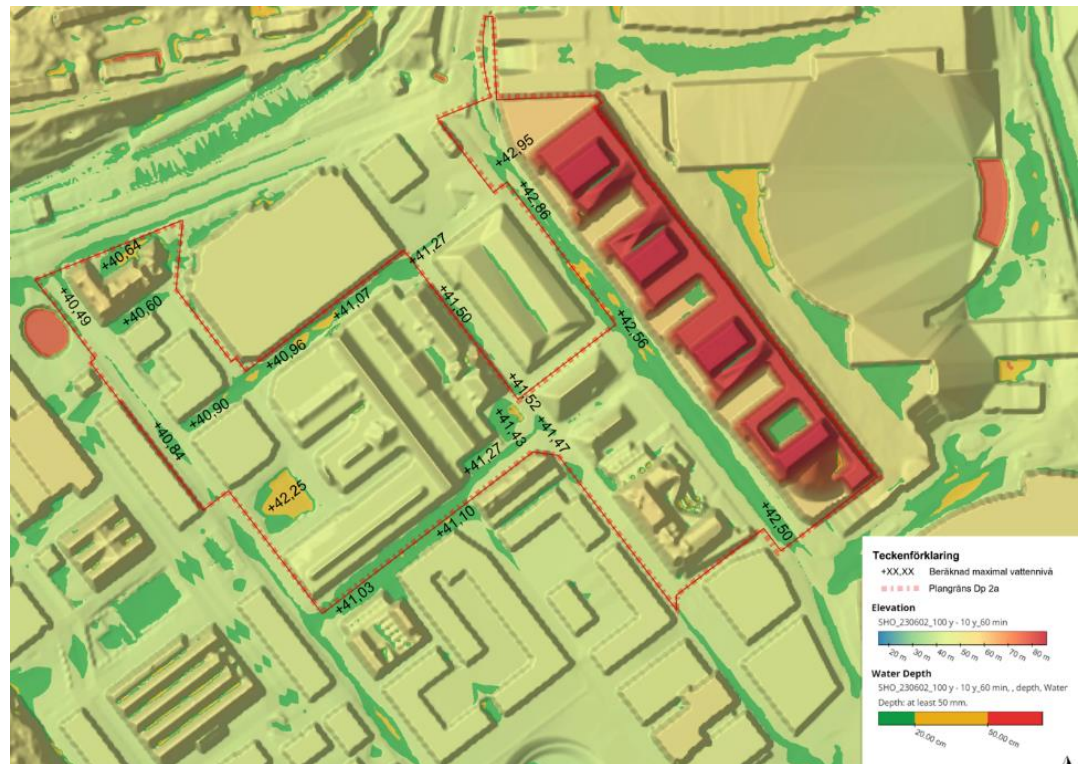 +42,95
+42,86
+41,27
+40,64
+41,50
+40,49
+41,07
+40,60
+42,56
+40,96
+41,52
+40,90
+41,43
+41,47
+40,84
+41,27
+42,25
+41,10
+42,50
+41,03
Teckenförklaring
+XX,XX Beräknad maximal vattennivå
Plangräns Dp 2a
Elevation
SHO_230602_100 y - 10 y_60 min
20 m 30 m 40 m 50 m 60 m 70 m 80 m
Water Depth
SHO_230602_100 y - 10 y_60 min, , depth, Water
Depth: at least 50 mm.
20.00 cm 50.00 cm